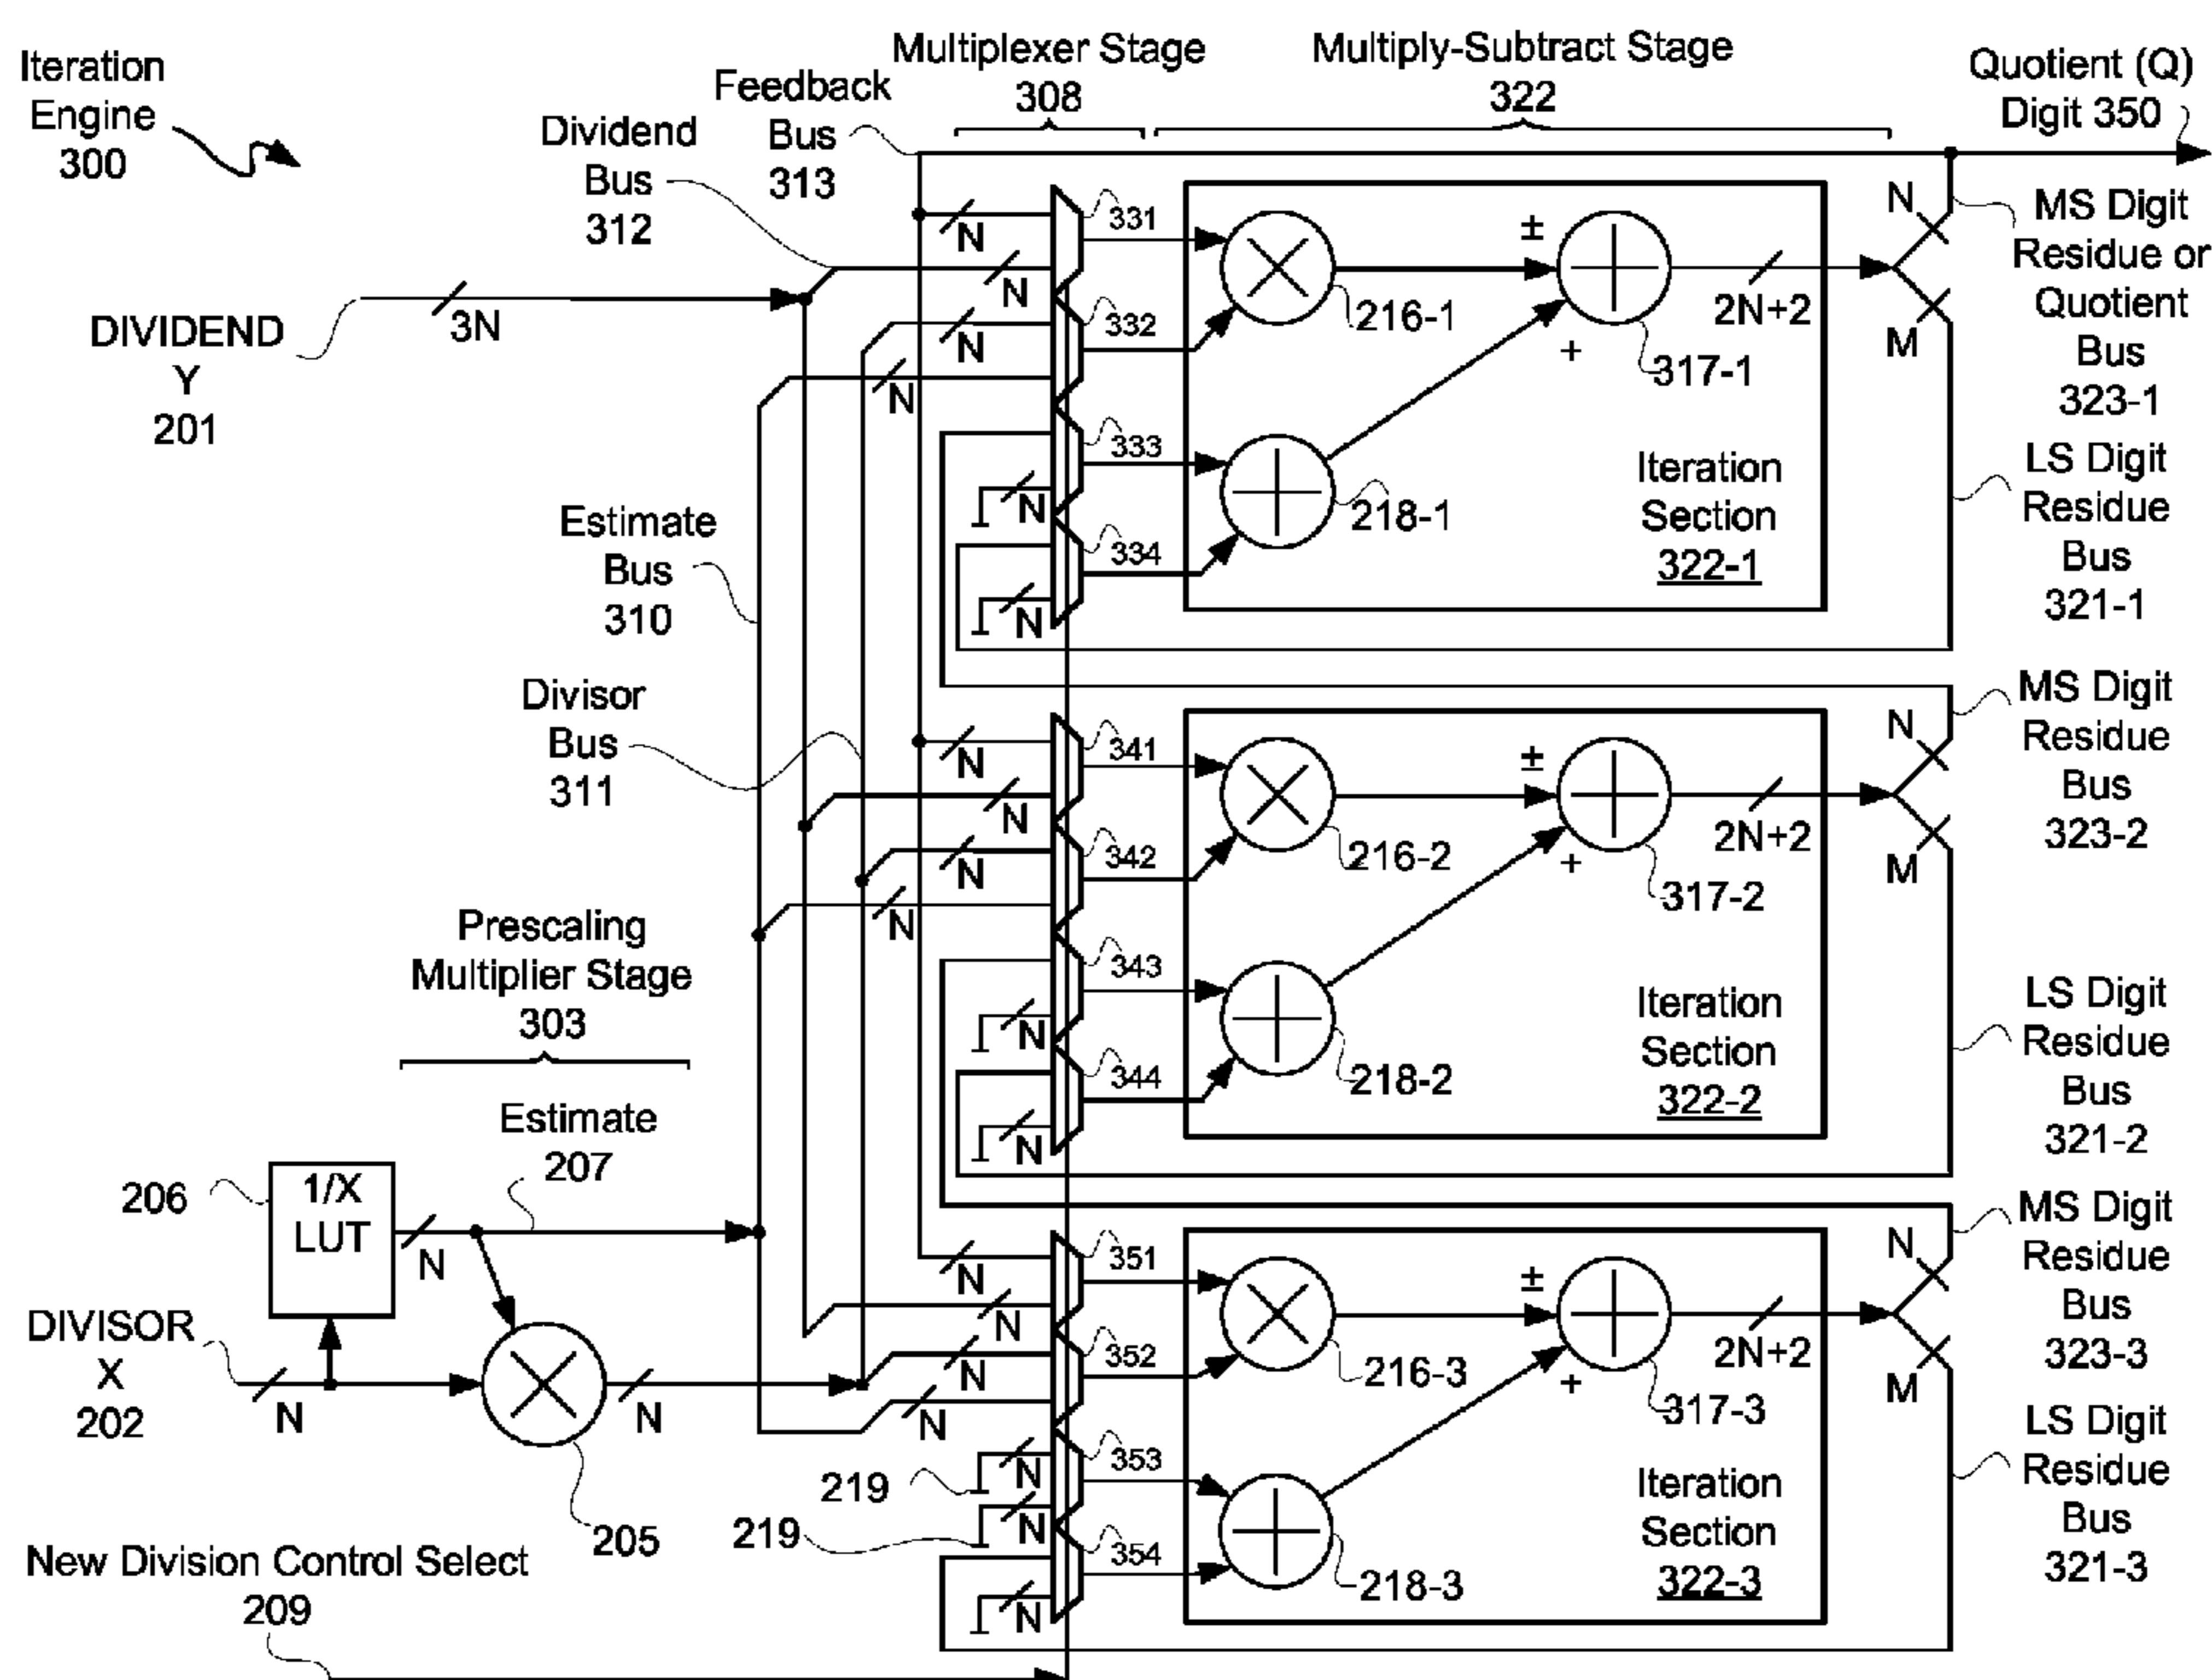 Iteration
Engine
300
Multiplexer Stage
308
Multiply-Subtract Stage
322
Quotient (Q)
Digit 350
Feedback
Bus
313
Dividend
Bus
312
DIVIDEND
Y
201
3N
N
N
N
N
N
N
331
332
333
334
216-1
218-1
±
+
317-1
2N+2
Iteration
Section
322-1
N
M
MS Digit
Residue or
Quotient
Bus
323-1
LS Digit
Residue
Bus
321-1
Estimate
Bus
310
Divisor
Bus
311
N
N
N
N
N
N
341
342
343
344
216-2
218-2
±
+
317-2
2N+2
Iteration
Section
322-2
N
M
MS Digit
Residue
Bus
323-2
LS Digit
Residue
Bus
321-2
Prescaling
Multiplier Stage
303
Estimate
207
206
1/X
LUT
N
DIVISOR
X
202
N
N
205
N
N
N
N
N
N
N
219
219
351
352
353
354
216-3
218-3
±
+
317-3
2N+2
Iteration
Section
322-3
N
M
MS Digit
Residue
Bus
323-3
LS Digit
Residue
Bus
321-3
New Division Control Select
209